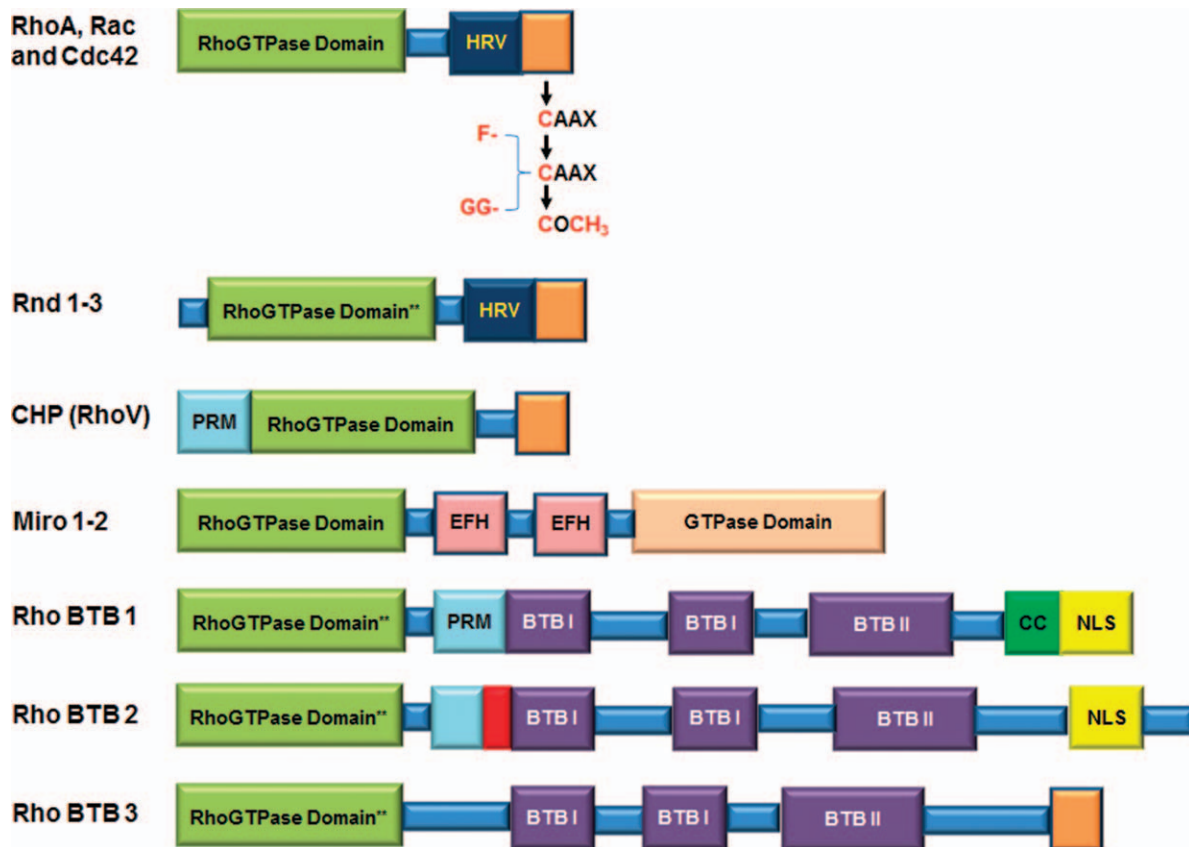 RhoA, Rac
and Cdc42
RhoGTPase Domain
HRV
CAAX
F-
CAAX
GG-
COCH₃
Rnd 1-3
RhoGTPase Domain**
HRV
CHP (RhoV)
PRM
RhoGTPase Domain
Miro 1-2
RhoGTPase Domain
EFH
EFH
GTPase Domain
Rho BTB 1
RhoGTPase Domain**
PRM
BTB I
BTB I
BTB II
CC
NLS
Rho BTB 2
RhoGTPase Domain**
BTB I
BTB I
BTB II
NLS
Rho BTB 3
RhoGTPase Domain**
BTB I
BTB I
BTB II